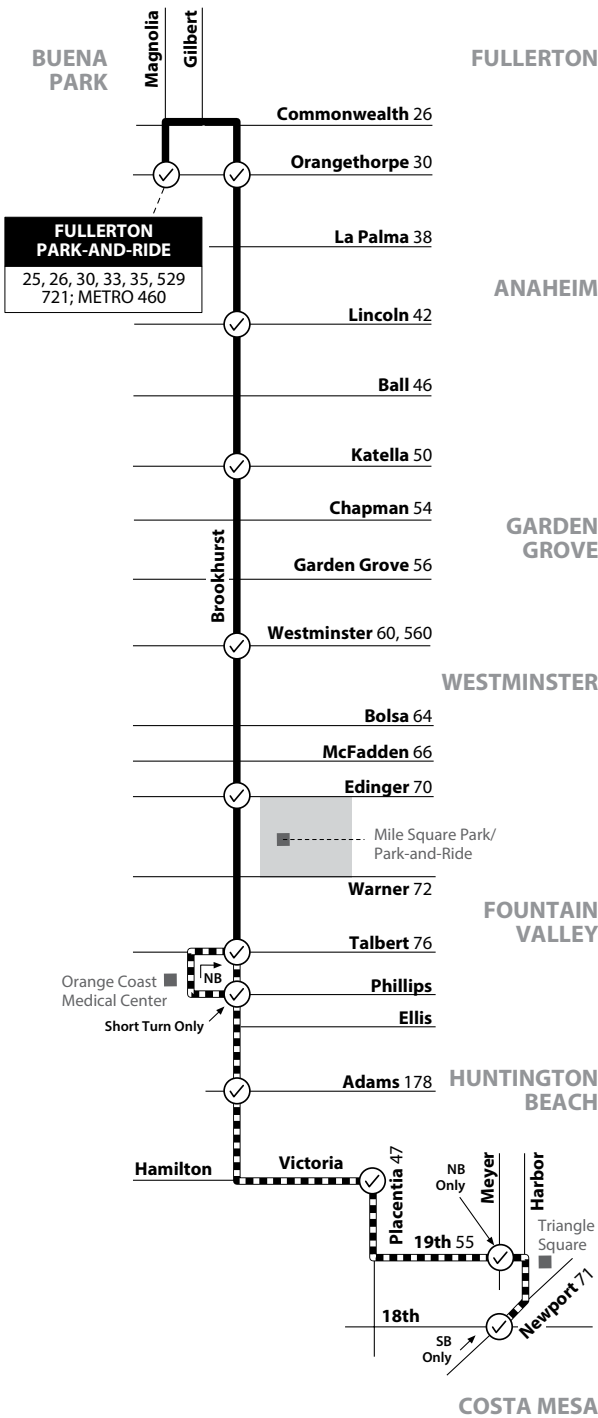 BUENA
PARK
Magnolia
Gilbert
FULLERTON
Commonwealth 26
Orangethorpe 30
FULLERTON
PARK-AND-RIDE
25, 26, 30, 33, 35, 529
721; METRO 460
La Palma 38
ANAHEIM
Lincoln 42
Ball 46
Katella 50
Chapman 54
GARDEN
GROVE
Brookhurst
Garden Grove 56
Westminster 60, 560
WESTMINSTER
Bolsa 64
McFadden 66
Edinger 70
Mile Square Park/
Park-and-Ride
Warner 72
FOUNTAIN
VALLEY
Talbert 76
NB
Orange Coast
Medical Center
Phillips
Short Turn Only
Ellis
Adams 178
HUNTINGTON
BEACH
Hamilton
Victoria
Placentia 47
NB
Only
Meyer
Harbor
Triangle
Square
19th 55
Newport 71
18th
SB
Only
COSTA MESA